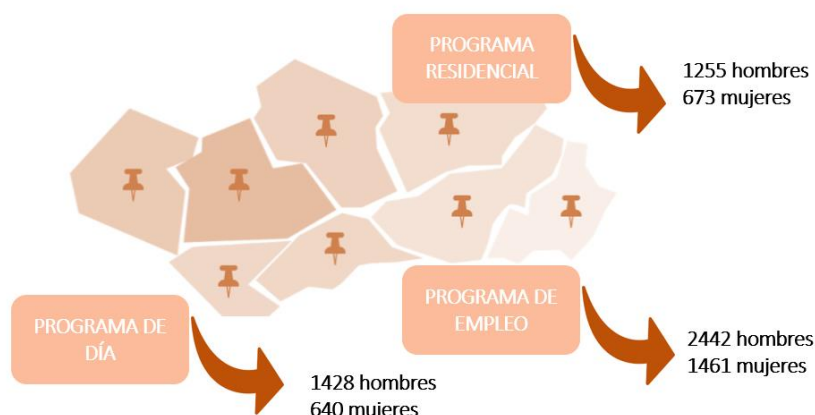 PROGRAMA
RESIDENCIAL
1255 hombres
673 mujeres
PROGRAMA DE
EMPLEO
2442 hombres
1461 mujeres
PROGRAMA DE
DÍA
1428 hombres
640 mujeres